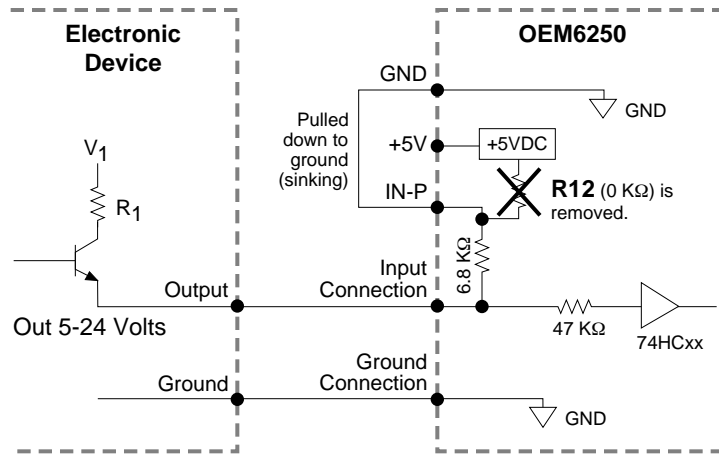 Electronic
Device
OEM6250
GND
GND
Pulled
down to
ground
(sinking)
+5V
+5VDC
IN-P
R12 (0 KΩ) is
removed.
V1
R1
6.8 KΩ
Output
Input
Connection
Out 5-24 Volts
47 KΩ
74HCxx
Ground
Ground
Connection
GND